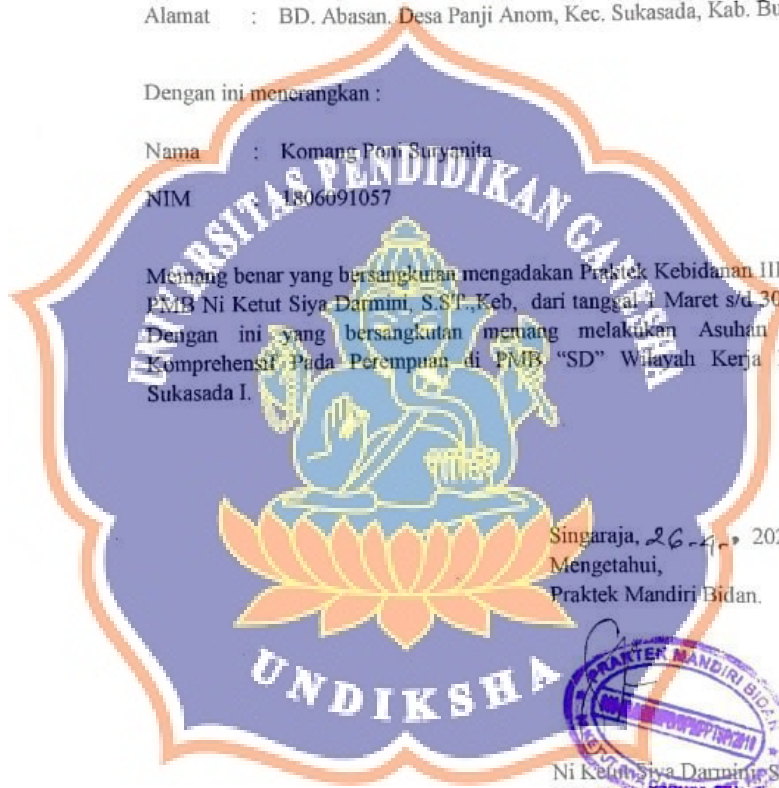 Alamat : BD. Abasan. Desa Panji Anom, Kec. Sukasada, Kab. Bu
Dengan ini menerangkan :
Nama : Komang Poni Suryanita
NIM : 1806091057
UNIVERSITAS PENDIDIKAN GANESHA
Memang benar yang bersangkutan mengadakan Praktek Kebidanan III
PMB Ni Ketut Siya Darmini, S.ST.,Keb, dari tanggal 1 Maret s/d 30
Dengan ini yang bersangkutan memang melakukan Asuhan
Komprehensif Pada Perempuan di PMB “SD” Wilayah Kerja
Sukasada I.
Singaraja, 26 202
Mengetahui,
Praktek Mandiri Bidan.
UNDIKSHA
PRAKTEK MANDIRI BIDAN
Ni Ketut Siya Darmini, S